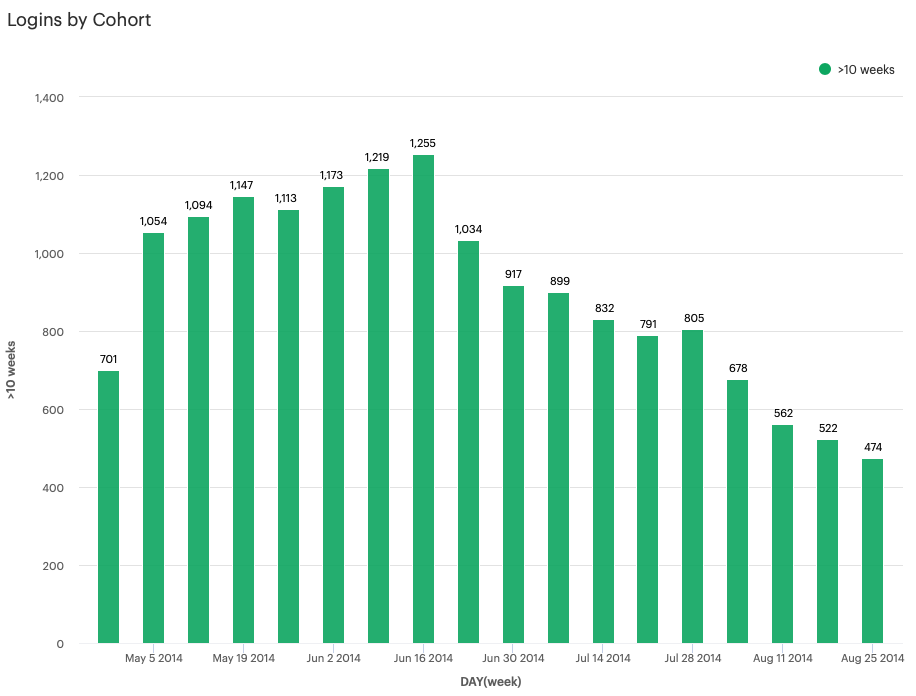 Logins by Cohort
>10 weeks
1,400
1,200
1,000
800
600
400
200
0
>10 weeks
701
1,054
1,094
1,147
1,113
1,173
1,219
1,255
1,034
917
899
832
791
805
678
562
522
474
May 5 2014
May 19 2014
Jun 2 2014
Jun 16 2014
Jun 30 2014
Jul 14 2014
Jul 28 2014
Aug 11 2014
Aug 25 2014
DAY(week)